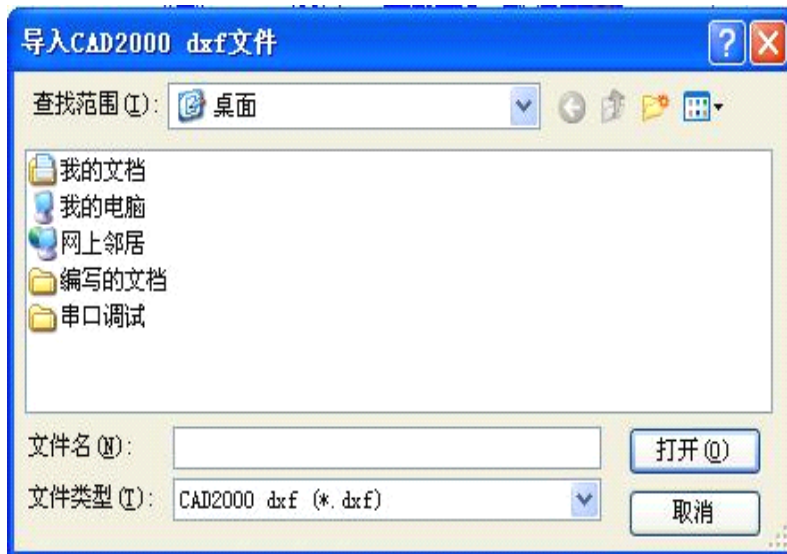 导入CAD2000 dxf文件
查找范围(I): 桌面
我的文档
我的电脑
网上邻居
编写的文档
串口调试
文件名(N): 打开(O)
文件类型(T): CAD2000 dxf (*.dxf) 取消